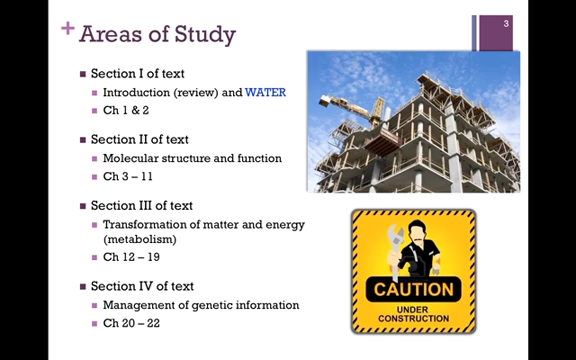 3
+ Areas of Study
■ Section I of text
■ Introduction (review) and WATER
■ Ch 1 & 2
■ Section II of text
■ Molecular structure and function
■ Ch 3 – 11
■ Section III of text
■ Transformation of matter and energy
(metabolism)
■ Ch 12 – 19
■ Section IV of text
■ Management of genetic information
■ Ch 20 – 22
CAUTION
UNDER
CONSTRUCTION